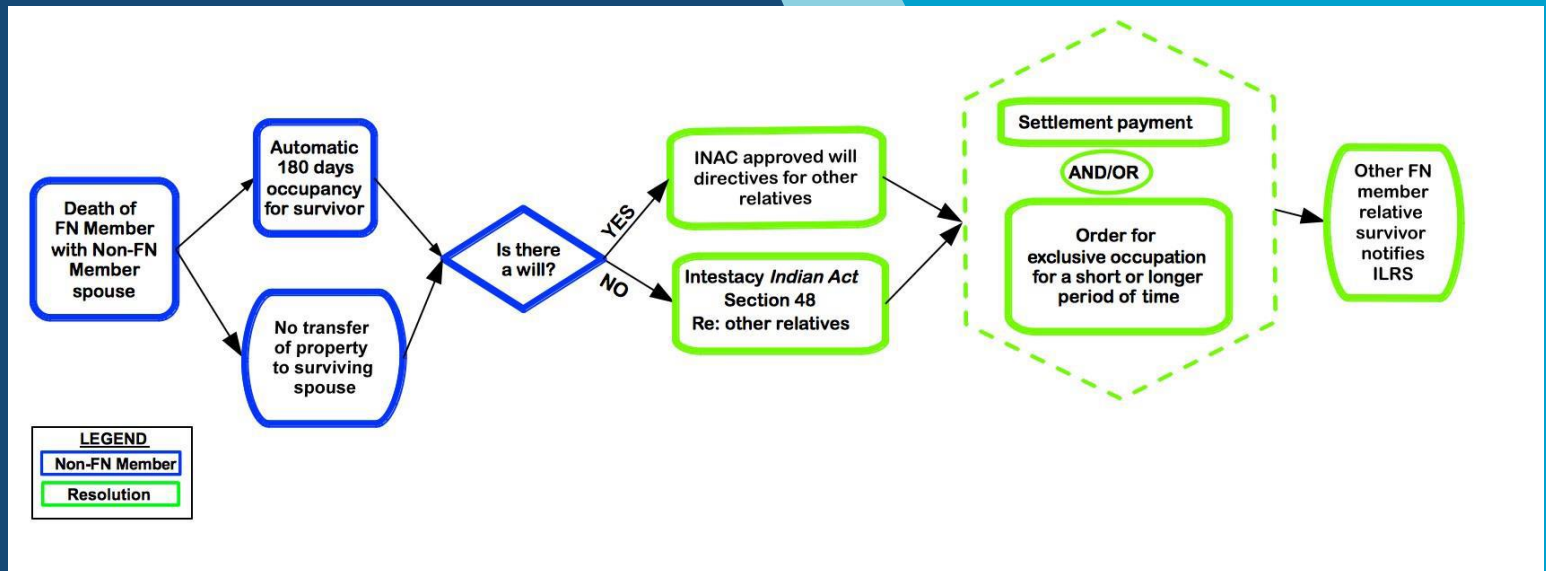 Death of
FN Member
with Non-FN
Member
spouse
Automatic
180 days
occupancy
for survivor
No transfer
of property
to surviving
spouse
Is there
a will?
YES
NO
INAC approved will
directives for other
relatives
Intestacy Indian Act
Section 48
Re: other relatives
Settlement payment
AND/OR
Order for
exclusive occupation
for a short or longer
period of time
Other FN
member
relative
survivor
notifies
ILRS
LEGEND
Non-FN Member
Resolution